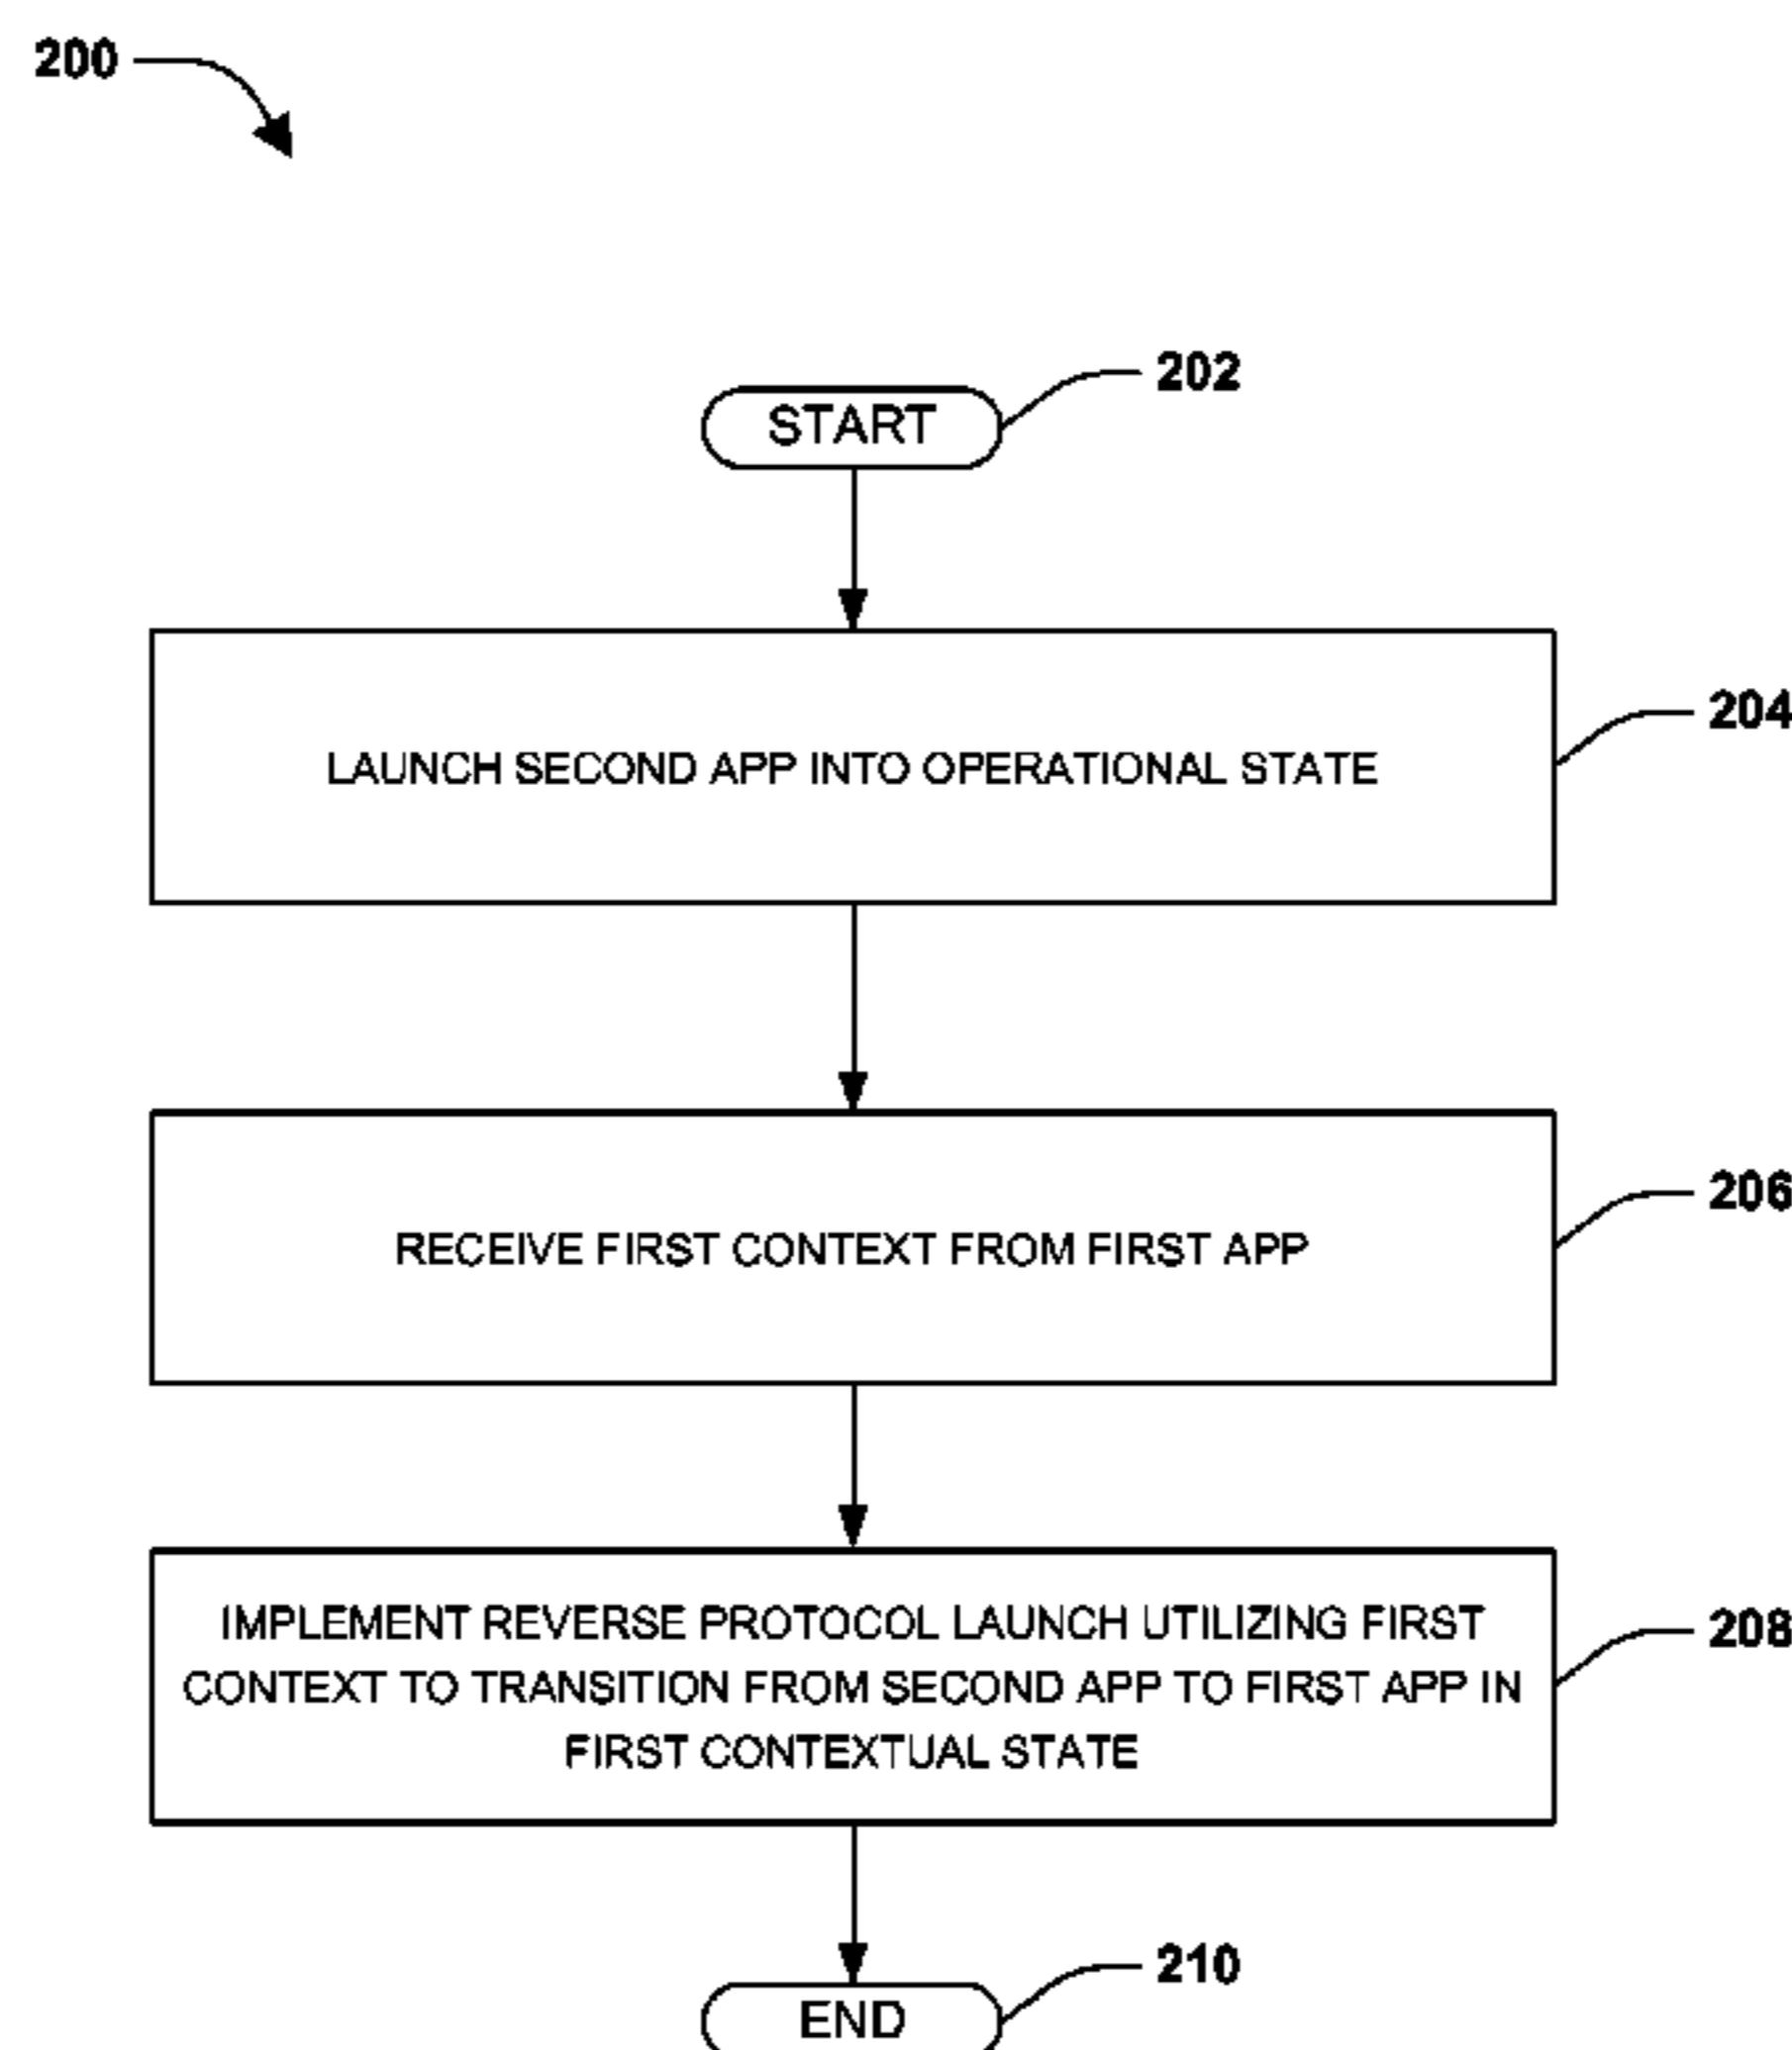 200
202
START
204
LAUNCH SECOND APP INTO OPERATIONAL STATE
206
RECEIVE FIRST CONTEXT FROM FIRST APP
208
IMPLEMENT REVERSE PROTOCOL LAUNCH UTILIZING FIRST
CONTEXT TO TRANSITION FROM SECOND APP TO FIRST APP IN
FIRST CONTEXTUAL STATE
210
END